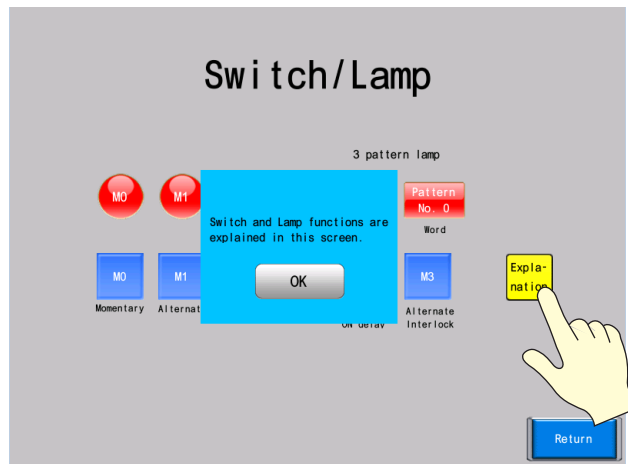 Switch/Lamp
3 pattern lamp
M0
M1
Pattern
No. 0
Word
Switch and Lamp functions are
explained in this screen.
OK
M0
M1
M3
Expla-
nation
Momentary
Alternat
ON delay
Alternate
Interlock
Return